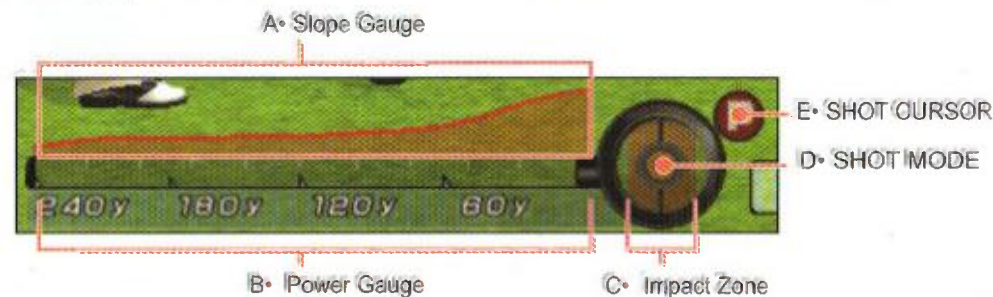 A• Slope Gauge
E• SHOT CURSOR
D• SHOT MODE
240y 180y 120y 60y
B• Power Gauge
C• Impact Zone